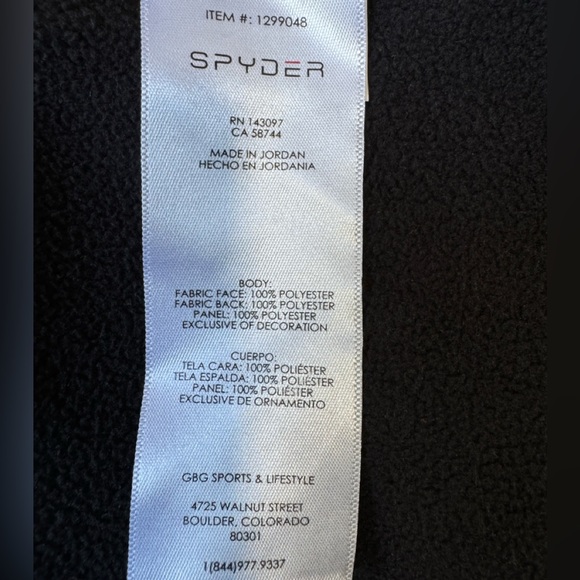 ITEM #: 1299048
SPYDER
RN 143097
CA 58744
MADE IN JORDAN
HECHO EN JORDANIA
BODY:
FABRIC FACE: 100% POLYESTER
FABRIC BACK: 100% POLYESTER
PANEL: 100% POLYESTER
EXCLUSIVE OF DECORATION
CUERPO:
TELA CARA: 100% POLIÉSTER
TELA ESPALDA: 100% POLIÉSTER
PANEL: 100% POLIÉSTER
EXCLUSIVE DE ORNAMENTO
GBG SPORTS & LIFESTYLE
4725 WALNUT STREET
BOULDER, COLORADO
80301
1(844)977.9337